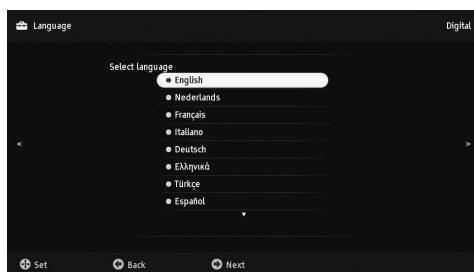 Language
Digital
Select language
English
Nederlands
Français
Italiano
Deutsch
Ελληνικά
Türkçe
Español
Set
Back
Next